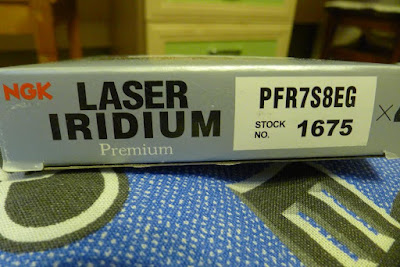 NGK
LASER
IRIDIUM
Premium
PFR7S8EG
STOCK
NO. 1675